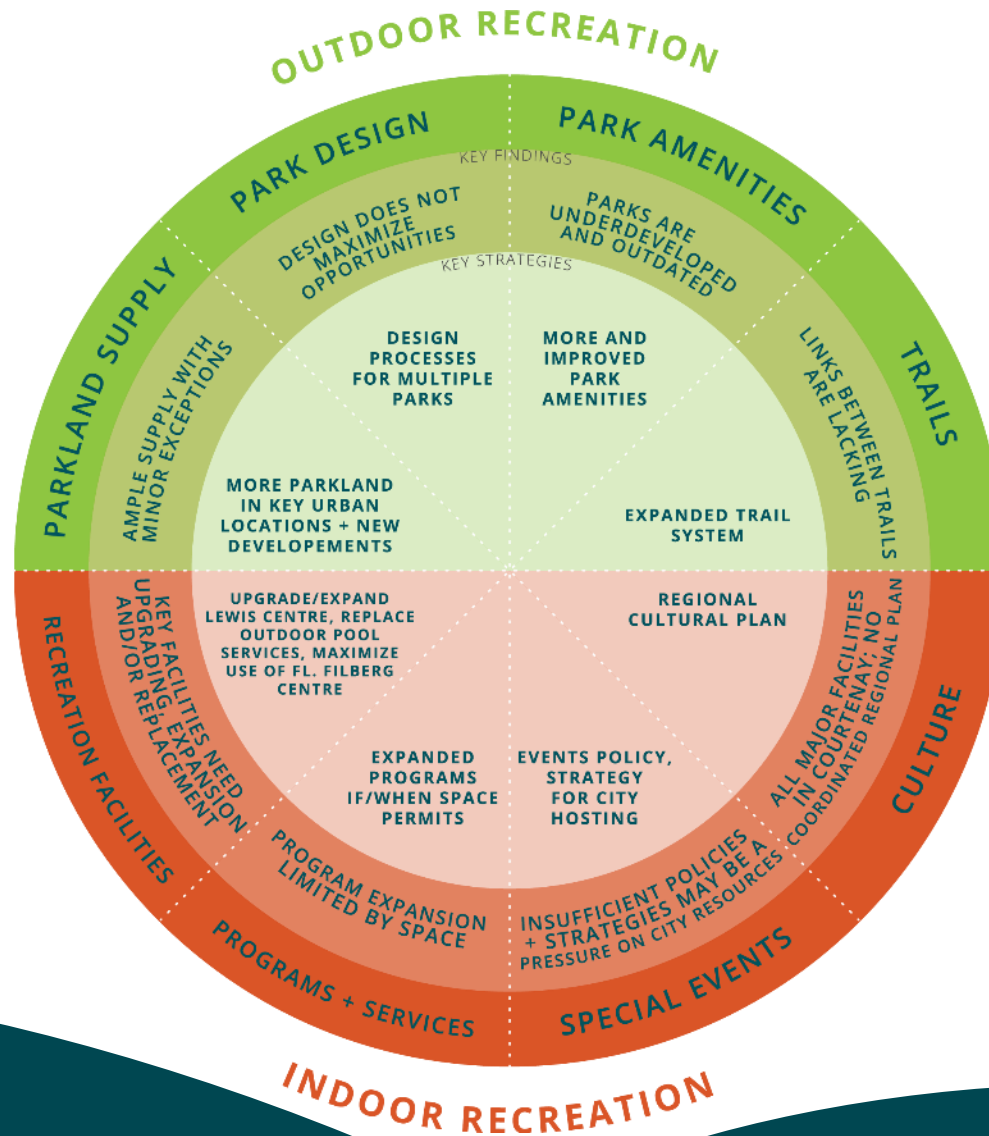 OUTDOOR RECREATION
PARK DESIGN
PARK AMENITIES
KEY FINDINGS
DESIGN DOES NOT
MAXIMIZE
OPPORTUNITIES
PARKS ARE
UNDERDEVELOPED
AND OUTDATED
KEY STRATEGIES
DESIGN
PROCESSES
FOR MULTIPLE
PARKS
MORE AND
IMPROVED
PARK
AMENITIES
PARKLAND SUPPLY
AMPLE SUPPLY WITH
MINOR EXCEPTIONS
MORE PARKLAND
IN KEY URBAN
LOCATIONS + NEW
DEVELOPEMENTS
TRAILS
LINKS BETWEEN TRAILS
ARE LACKING
EXPANDED TRAIL
SYSTEM
RECREATION FACILITIES
KEY FACILITIES NEED
UPGRADING, EXPANSION
AND/OR REPLACEMENT
UPGRADE/EXPAND
LEWIS CENTRE, REPLACE
OUTDOOR POOL
SERVICES, MAXIMIZE
USE OF FL. FILBERG
CENTRE
REGIONAL
CULTURAL PLAN
ALL MAJOR FACILITIES
IN COURTENAY; NO
COORDINATED REGIONAL PLAN
CULTURE
EXPANDED
PROGRAMS
IF/WHEN SPACE
PERMITS
EVENTS POLICY,
STRATEGY
FOR CITY
HOSTING
PROGRAM EXPANSION
LIMITED BY SPACE
INSUFFICIENT POLICIES
+ STRATEGIES MAY BE A
PRESSURE ON CITY RESOURCES
PROGRAMS + SERVICES
SPECIAL EVENTS
INDOOR RECREATION